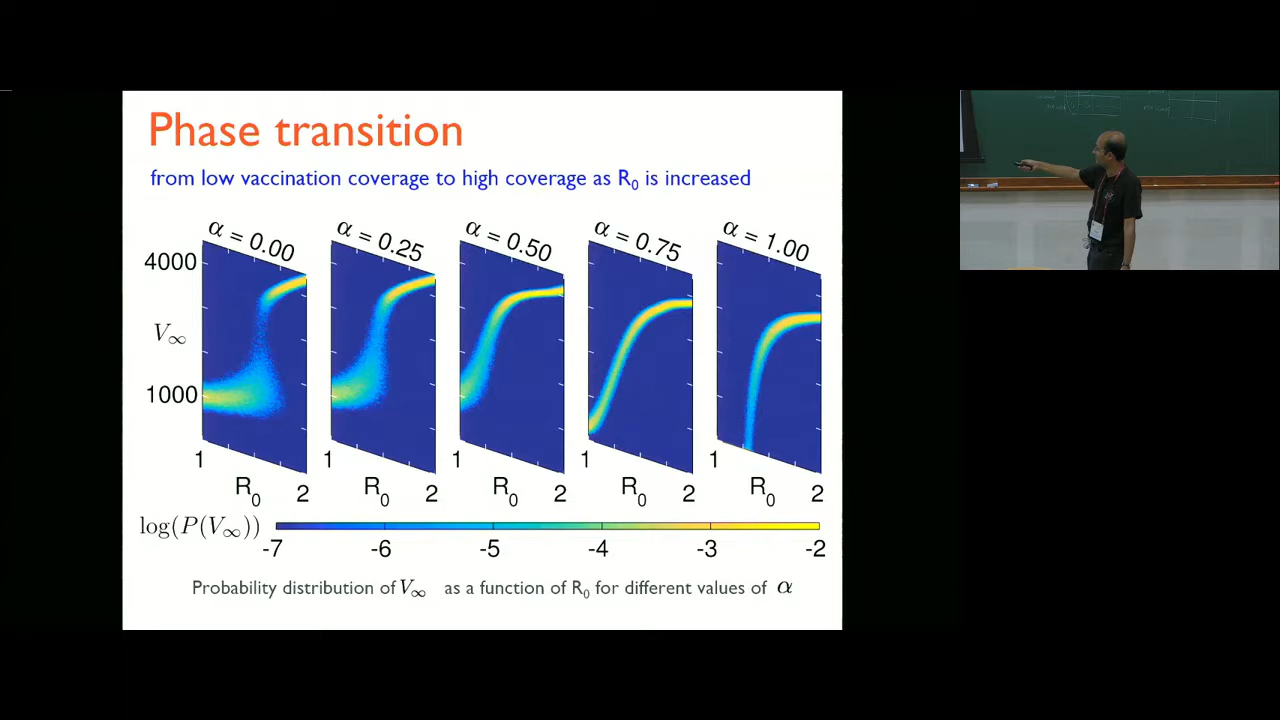 Phase transition
from low vaccination coverage to high coverage as R₀ is increased
α = 0.00 α = 0.25 α = 0.50 α = 0.75 α = 1.00
4000
V∞
1000
1 1 1 1 1
R₀ 2 R₀ 2 R₀ 2 R₀ 2 R₀ 2
log(P(V∞))
-7 -6 -5 -4 -3 -2
Probability distribution of V∞ as a function of R₀ for different values of α